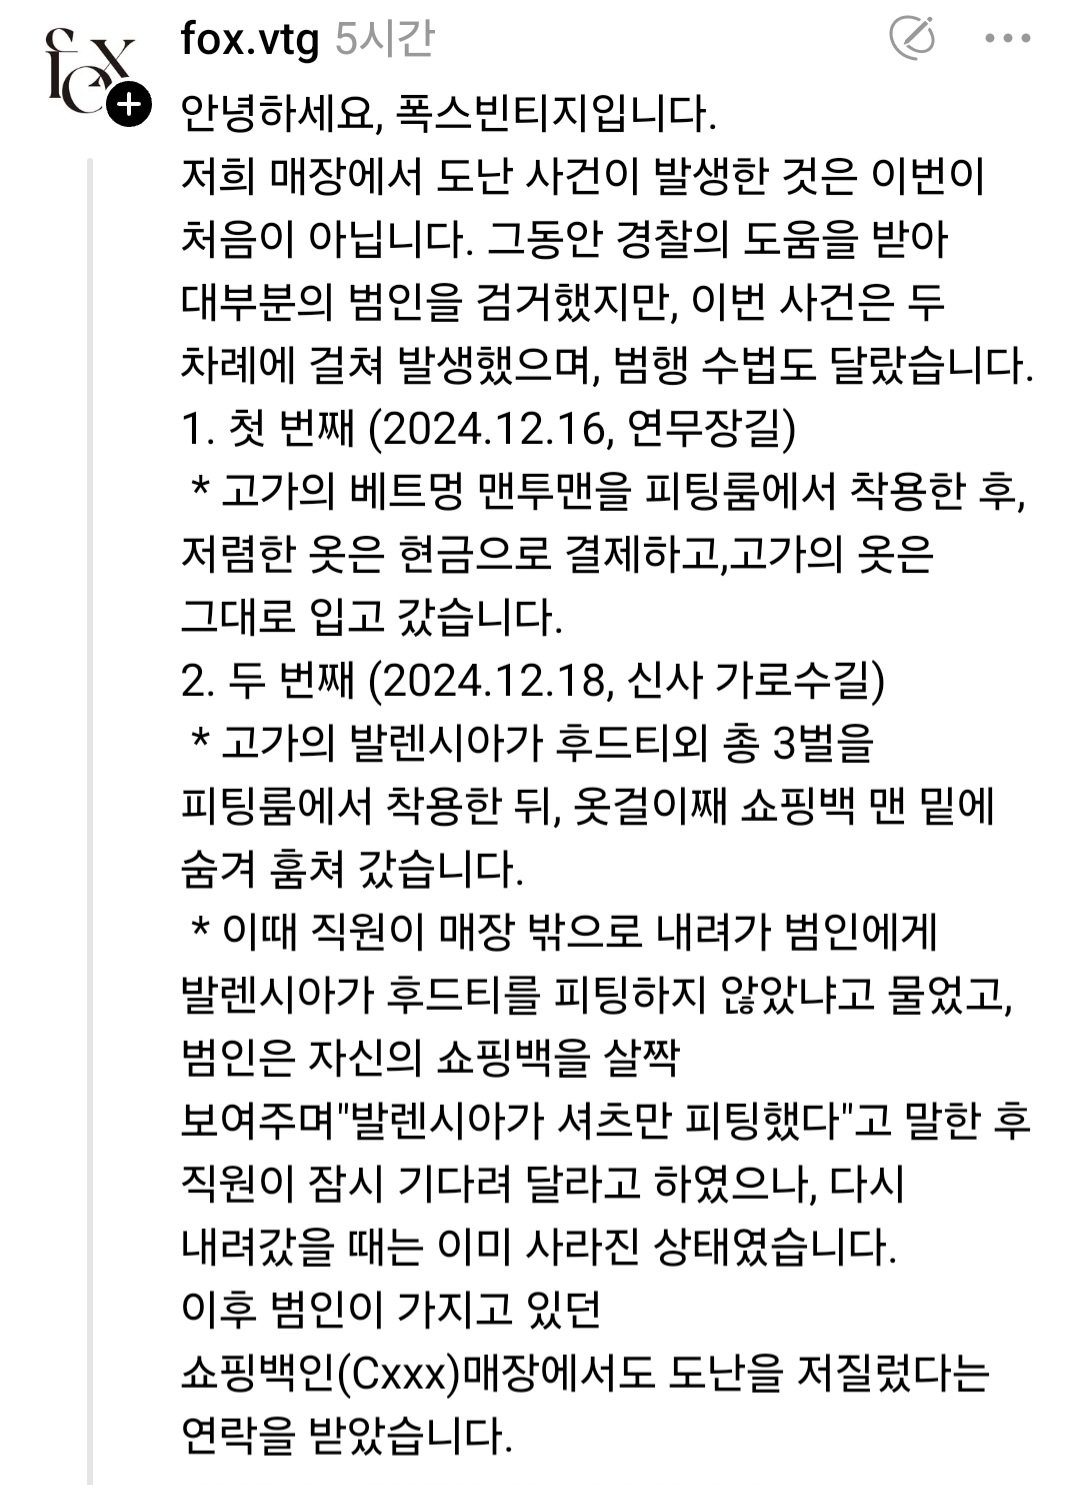 fox
fox.vtg 5시간
안녕하세요, 폭스빈티지입니다.
저희 매장에서 도난 사건이 발생한 것은 이번이
처음이 아닙니다. 그동안 경찰의 도움을 받아
대부분의 범인을 검거했지만, 이번 사건은 두
차례에 걸쳐 발생했으며, 범행 수법도 달랐습니다.
1. 첫 번째 (2024.12.16, 연무장길)
* 고가의 베트멍 맨투맨을 피팅룸에서 착용한 후,
저렴한 옷은 현금으로 결제하고,고가의 옷은
그대로 입고 갔습니다.
2. 두 번째 (2024.12.18, 신사 가로수길)
* 고가의 발렌시아가 후드티외 총 3벌을
피팅룸에서 착용한 뒤, 옷걸이째 쇼핑백 맨 밑에
숨겨 훔쳐 갔습니다.
* 이때 직원이 매장 밖으로 내려가 범인에게
발렌시아가 후드티를 피팅하지 않았냐고 물었고,
범인은 자신의 쇼핑백을 살짝
보여주며"발렌시아가 셔츠만 피팅했다"고 말한 후
직원이 잠시 기다려 달라고 하였으나, 다시
내려갔을 때는 이미 사라진 상태였습니다.
이후 범인이 가지고 있던
쇼핑백인(Cxxx)매장에서도 도난을 저질렀다는
연락을 받았습니다.